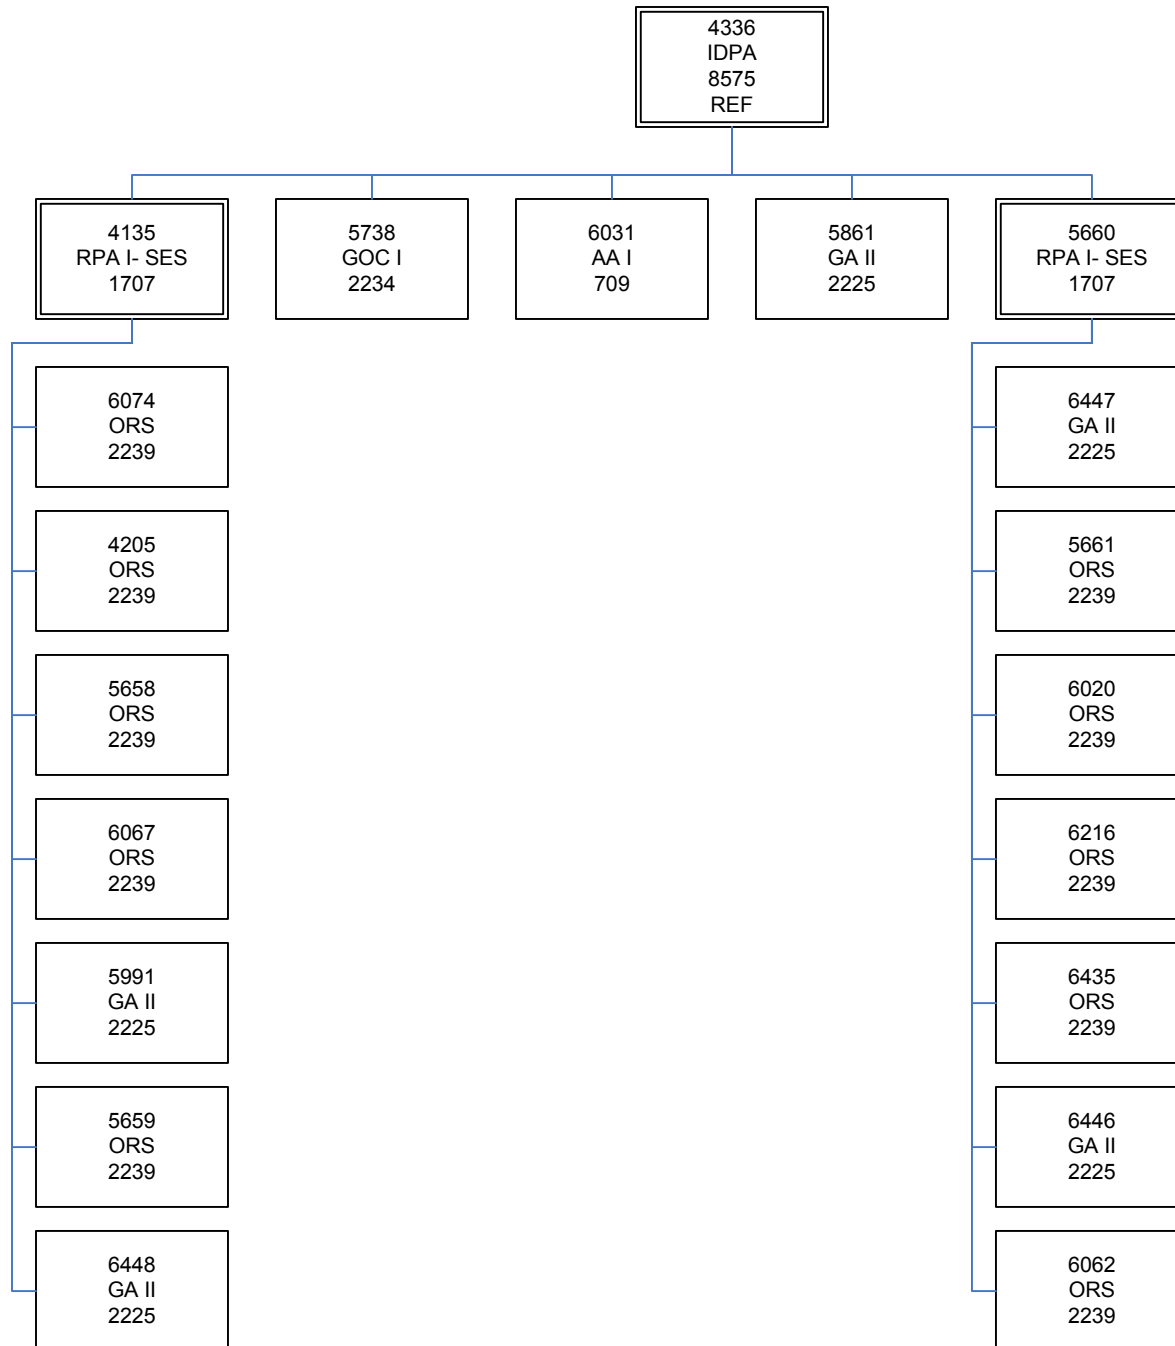 4336
IDPA
8575
REF
4135
RPA I- SES
1707
5738
GOC I
2234
6031
AA I
709
5861
GA II
2225
5660
RPA I- SES
1707
6074
ORS
2239
4205
ORS
2239
5658
ORS
2239
6067
ORS
2239
5991
GA II
2225
5659
ORS
2239
6448
GA II
2225
6447
GA II
2225
5661
ORS
2239
6020
ORS
2239
6216
ORS
2239
6435
ORS
2239
6446
GA II
2225
6062
ORS
2239